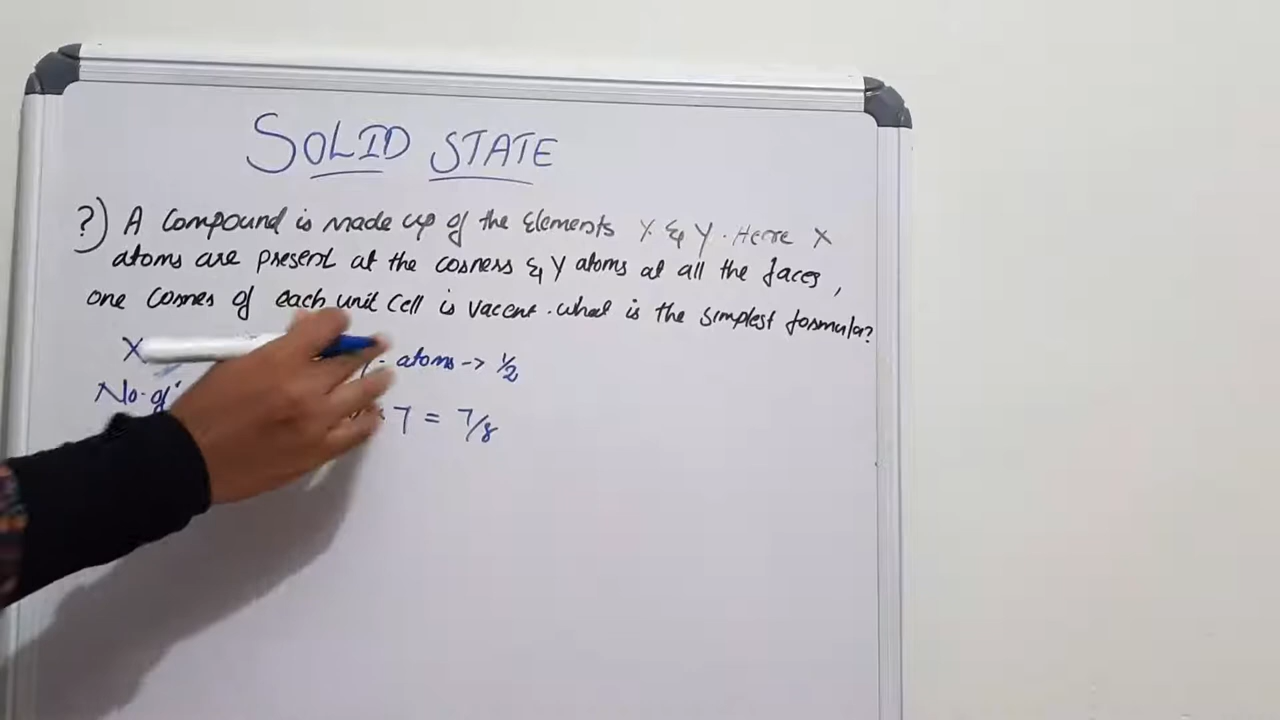 SOLID STATE
?) A compound is made up of the Elements X & Y. Here X
atoms are present at the corners & Y atoms at all the faces,
one corner of each unit cell is vacent. what is the simplest formula?
X atoms -> 1/2
No. of 7 = 7/8